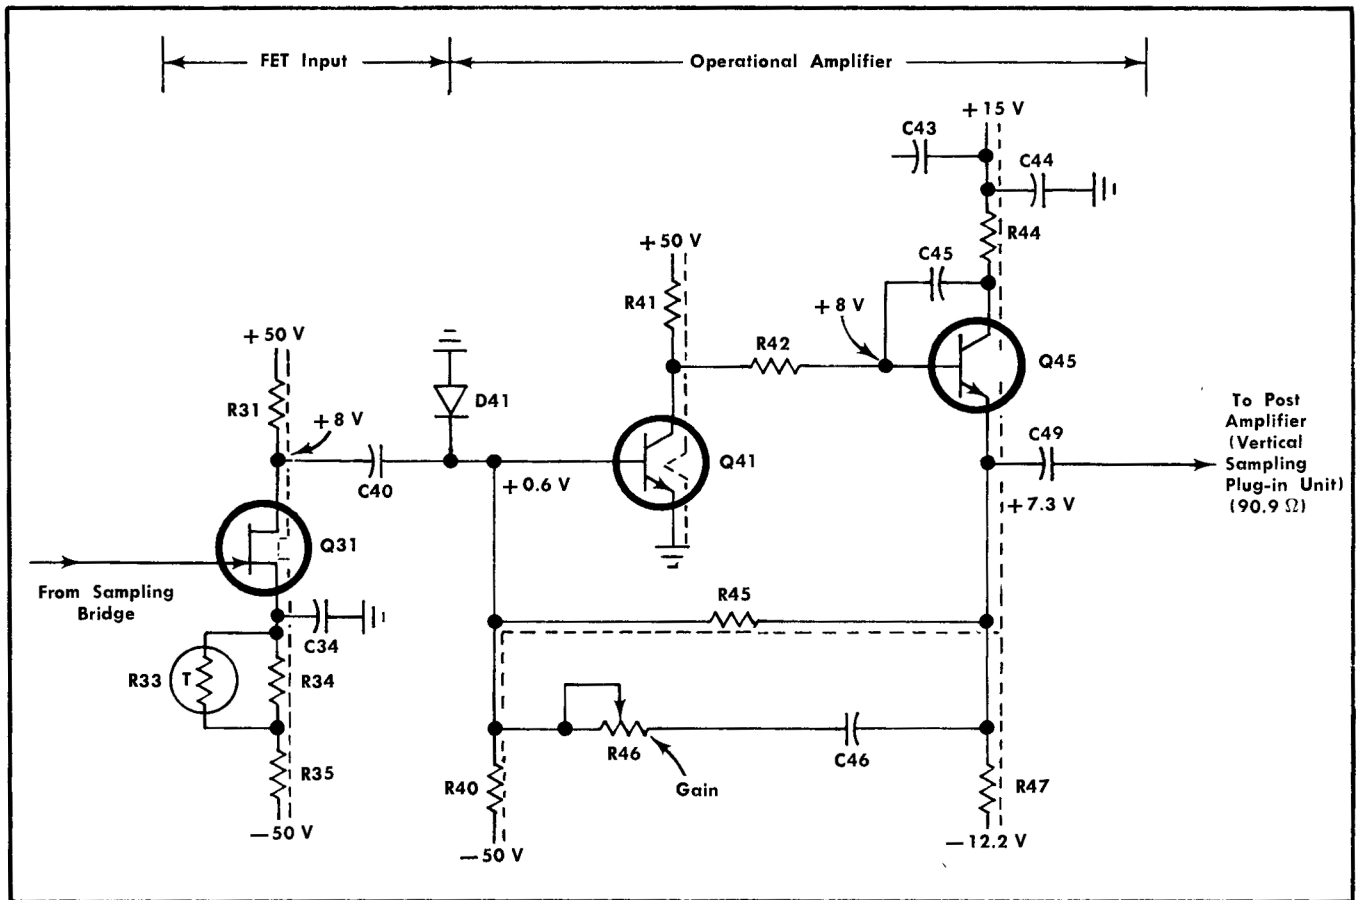 FET Input
Operational Amplifier
+15 V
C43
C44
R44
+50 V
C45
R41
+8 V
R42
Q45
+50 V
D41
R31
+8 V
To Post
Amplifier
(Vertical
Sampling
Plug-in Unit)
(90.9 Ω)
C49
Q41
C40
+0.6 V
+7.3 V
Q31
From Sampling
Bridge
R45
C34
R33
T
R34
R46
C46
Gain
R35
R40
R47
—50 V
—50 V
—12.2 V